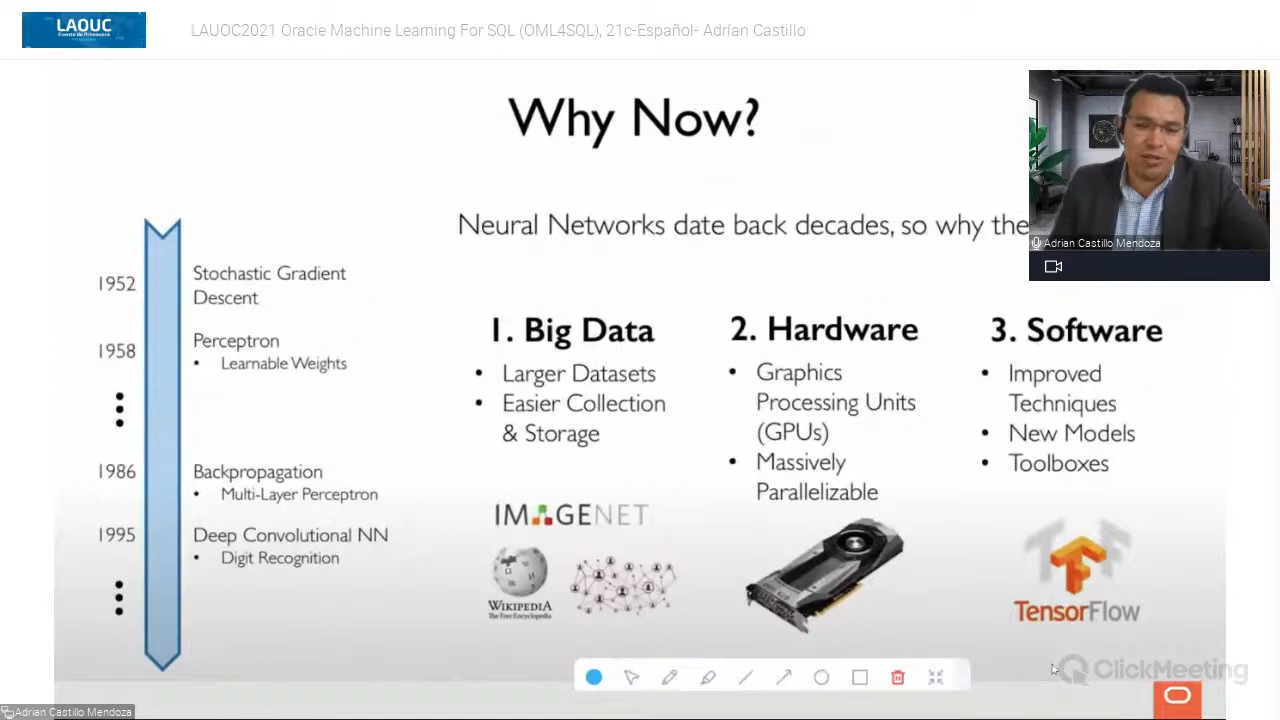 LAOUC
Evento de Primavera
LAUOC2021 Oracle Machine Learning For SQL (OML4SQL), 21c-Español- Adrían Castillo
Why Now?
Neural Networks date back decades, so why the
Adrian Castillo Mendoza
1952
Stochastic Gradient
Descent
1958
Perceptron
• Learnable Weights
1986
Backpropagation
• Multi-Layer Perceptron
1995
Deep Convolutional NN
• Digit Recognition
1. Big Data
• Larger Datasets
• Easier Collection
& Storage
IMAGENET
WIKIPEDIA
The Free Encyclopedia
2. Hardware
• Graphics
Processing Units
(GPUs)
• Massively
Parallelizable
3. Software
• Improved
Techniques
• New Models
• Toolboxes
TensorFlow
ClickMeeting
Adrian Castillo Mendoza